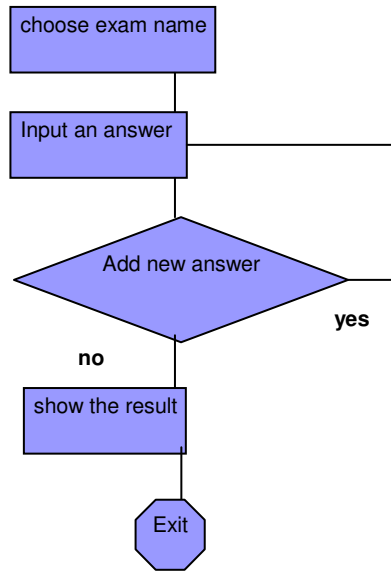 choose exam name
Input an answer
Add new answer
yes
no
show the result
Exit